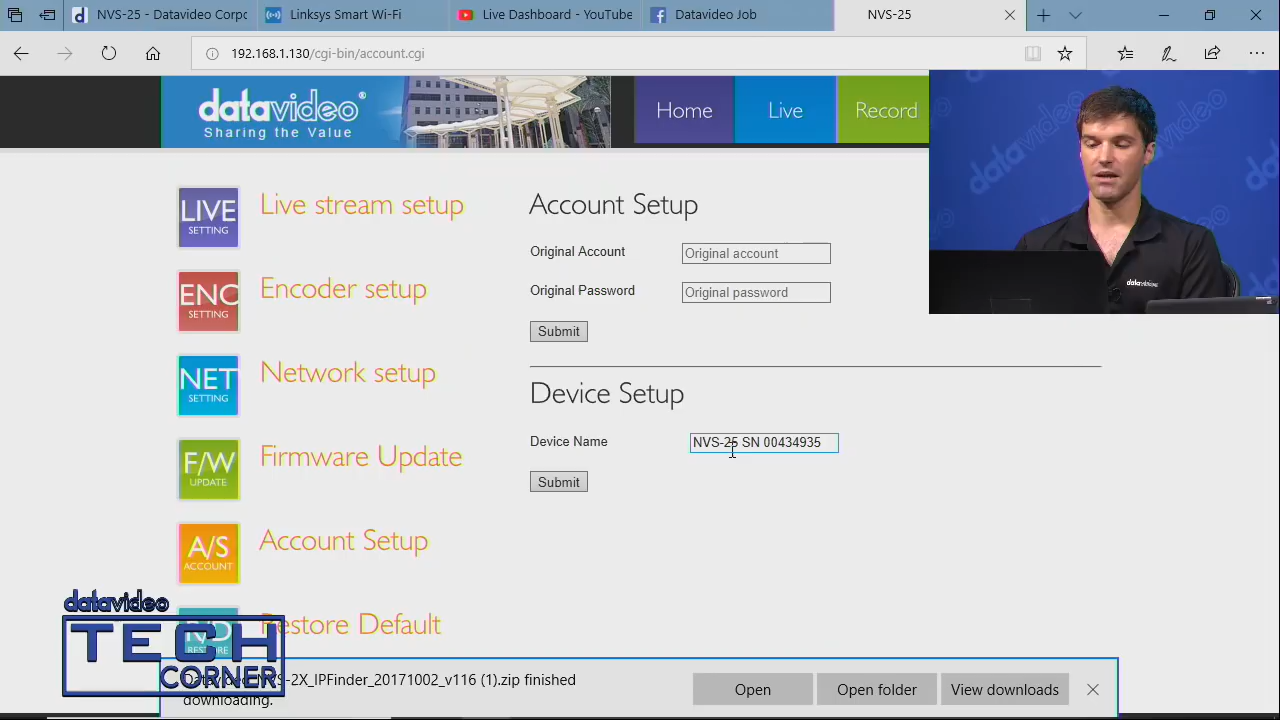 NVS-25 - Datavideo Corpo
Linksys Smart Wi-Fi
Live Dashboard - YouTube
Datavideo Job
NVS-25
192.168.1.130/cgi-bin/account.cgi
datavideo®
Sharing the Value
Home
Live
Record
LIVE
SETTING
Live stream setup
ENC
SETTING
Encoder setup
NET
SETTING
Network setup
F/W
UPDATE
Firmware Update
A/S
ACCOUNT
Account Setup
RESTORE
Restore Default
Account Setup
Original Account
Original account
Original Password
Original password
Submit
Device Setup
Device Name
NVS-25 SN 00434935
Submit
datavideo
datavideo
TECH
CORNER
NVS-2X_IPFinder_20171002_v116 (1).zip finished
downloading.
Open
Open folder
View downloads